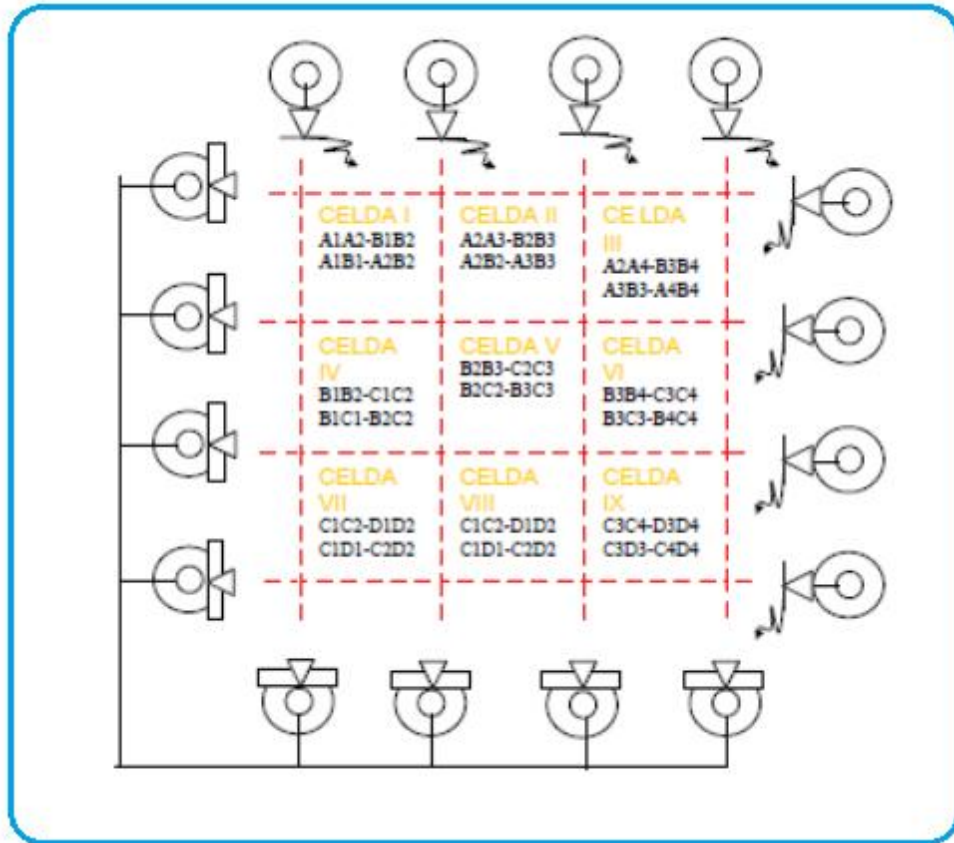 CELDA I
A1A2-B1B2
A1B1-A2B2
CELDA II
A2A3-B2B3
A2B2-A3B3
CE LDA
III
A2A4-B3B4
A3B3-A4B4
CELDA
IV
B1B2-C1C2
B1C1-B2C2
CELDA V
B2B3-C2C3
B2C2-B3C3
CELDA
VI
B3B4-C3C4
B3C3-B4C4
CELDA
VII
C1C2-D1D2
C1D1-C2D2
CELDA
VIII
C1C2-D1D2
C1D1-C2D2
CELDA
IX
C3C4-D3D4
C3D3-C4D4